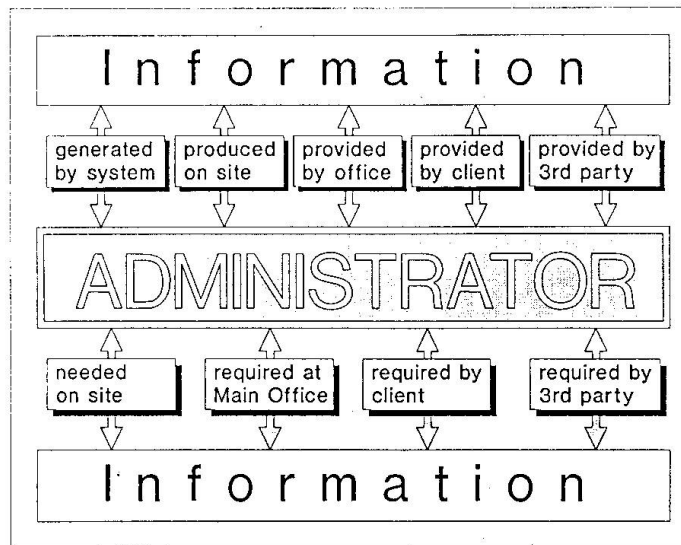 Information
generated by system
produced on site
provided by office
provided by client
provided by 3rd party
ADMINISTRATOR
needed on site
required at Main Office
required by client
required by 3rd party
Information